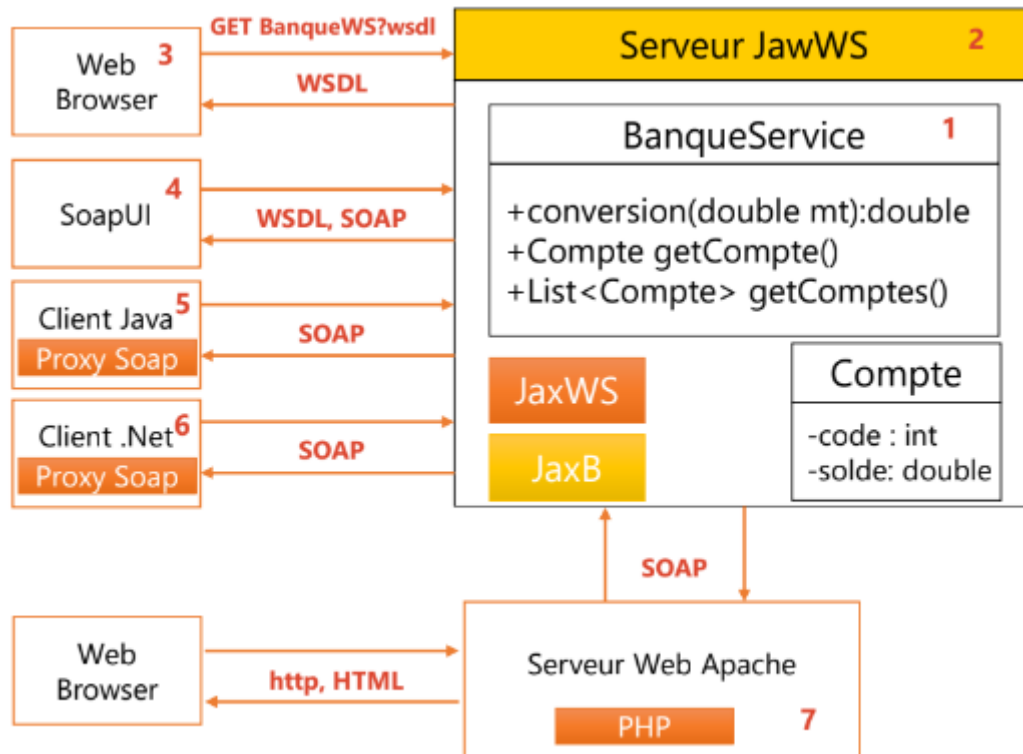 GET BanqueWS?wsdl
Web Browser 3
WSDL
Serveur JawWS 2
BanqueService 1
+conversion(double mt):double
+Compte getCompte()
+List<Compte> getComptes()
SoapUI 4
WSDL, SOAP
Client Java 5
Proxy Soap
SOAP
Client .Net 6
Proxy Soap
SOAP
JaxWS
JaxB
Compte
-code : int
-solde: double
SOAP
Web
Browser
http, HTML
Serveur Web Apache
PHP 7